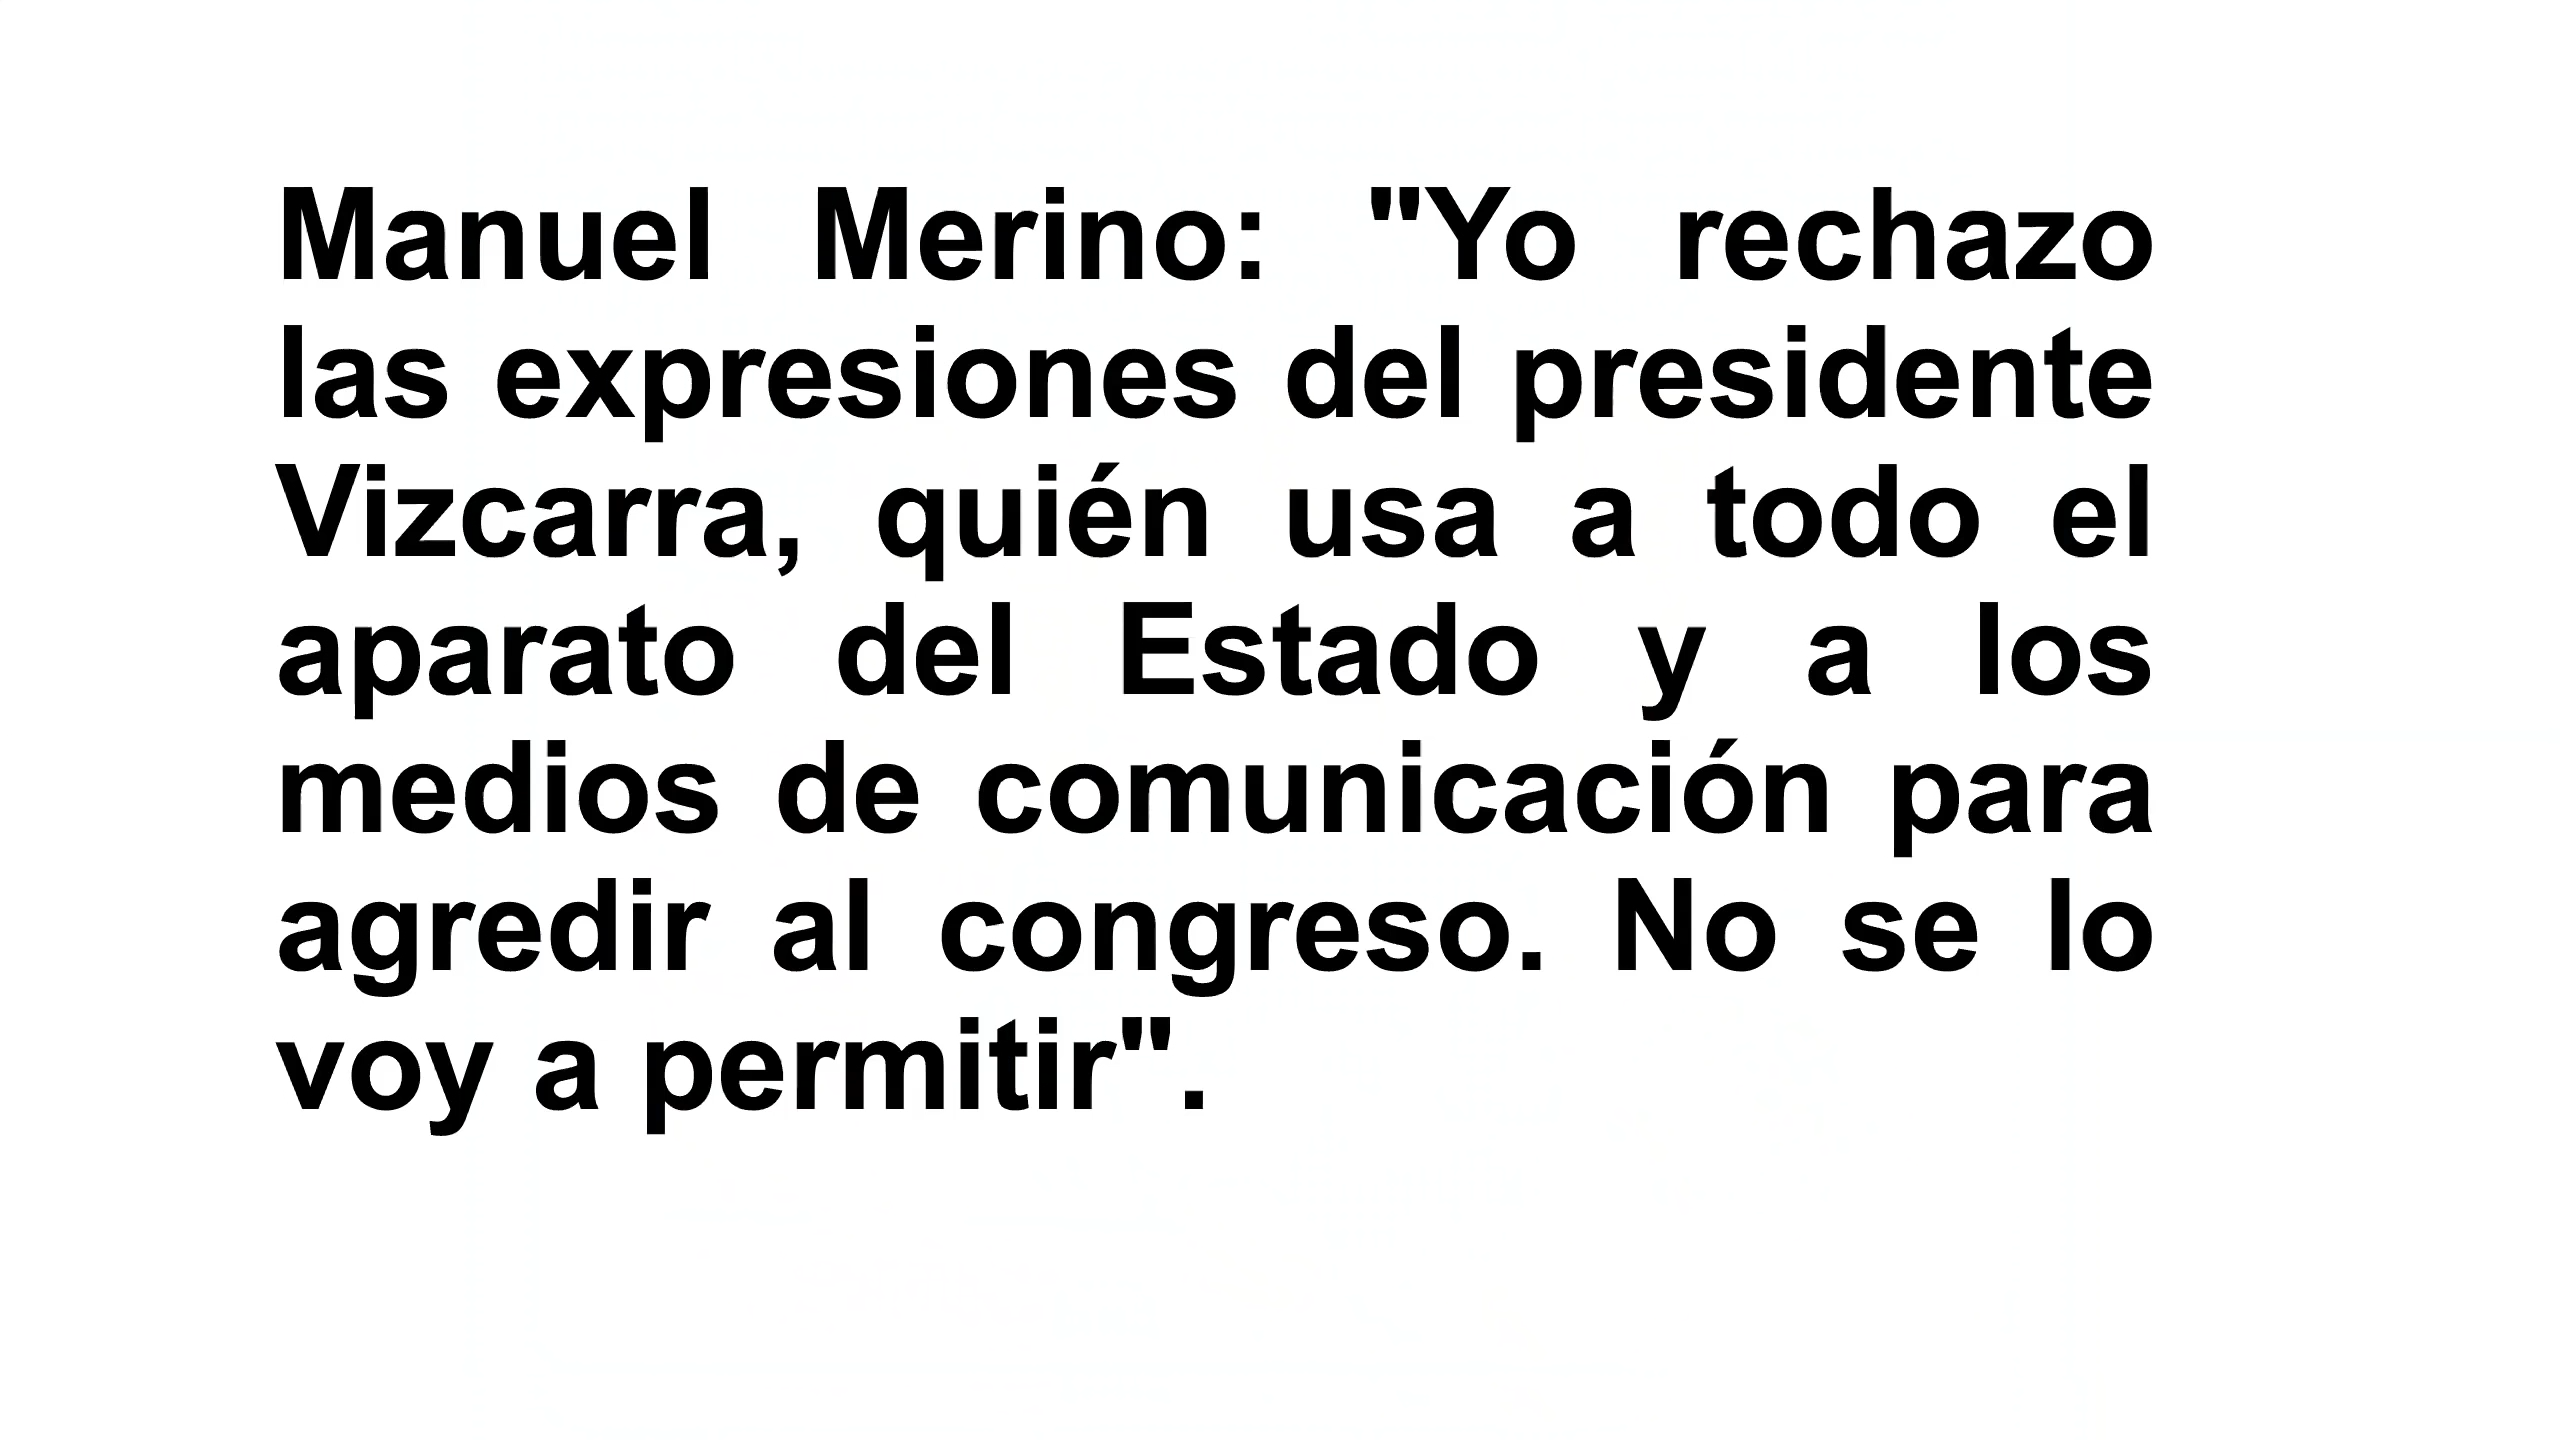 Manuel Merino: "Yo rechazo
las expresiones del presidente
Vizcarra, quién usa a todo el
aparato del Estado y a los
medios de comunicación para
agredir al congreso. No se lo
voy a permitir".